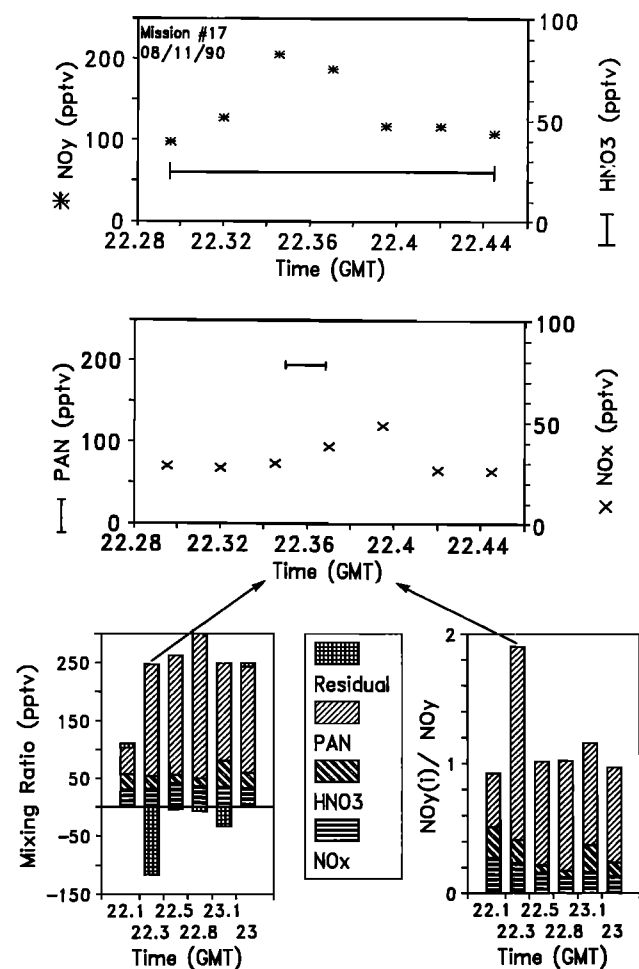 Mission #17
08/11/90
200
100
0
NOy (pptv)
100
50
0
HNO3 (pptv)
22.28 22.32 22.36 22.4 22.44
Time (GMT)
200
100
0
PAN (pptv)
100
50
0
NOx (pptv)
22.28 22.32 22.36 22.4 22.44
Time (GMT)
250
150
50
-50
-150
Mixing Ratio (pptv)
22.1 22.5 23.1
22.3 22.8 23
Time (GMT)
Residual
PAN
HNO3
NOx
2
1
0
NOy(i)/ NOy
22.1 22.5 23.1
22.3 22.8 23
Time (GMT)